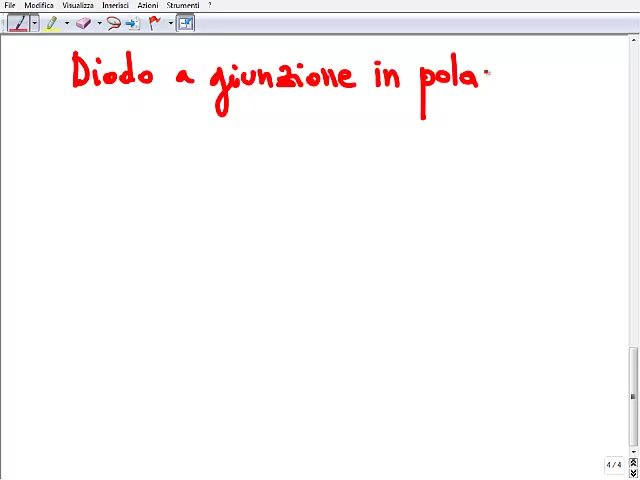 File Modifica Visualizza Inserisci Azioni Strumenti ?
Diodo a giunzione in pola
4 / 4